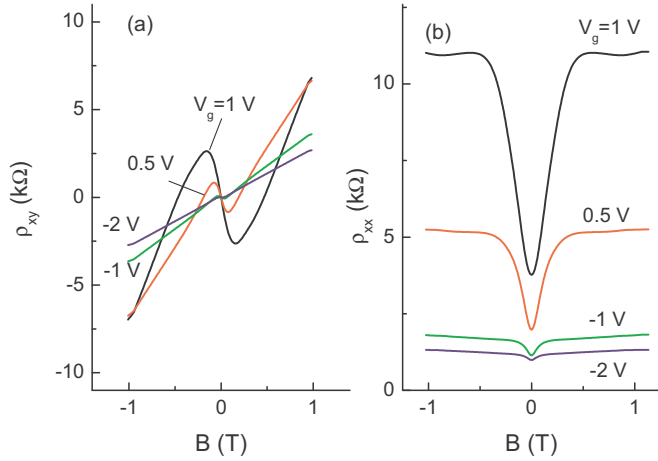 (a)
10
5
0
-5
-10
ρxy (kΩ)
Vg=1 V
0.5 V
-2 V
-1 V
-1
0
1
B (T)
(b)
Vg=1 V
10
5
0
ρxx (kΩ)
0.5 V
-1 V
-2 V
-1
0
1
B (T)